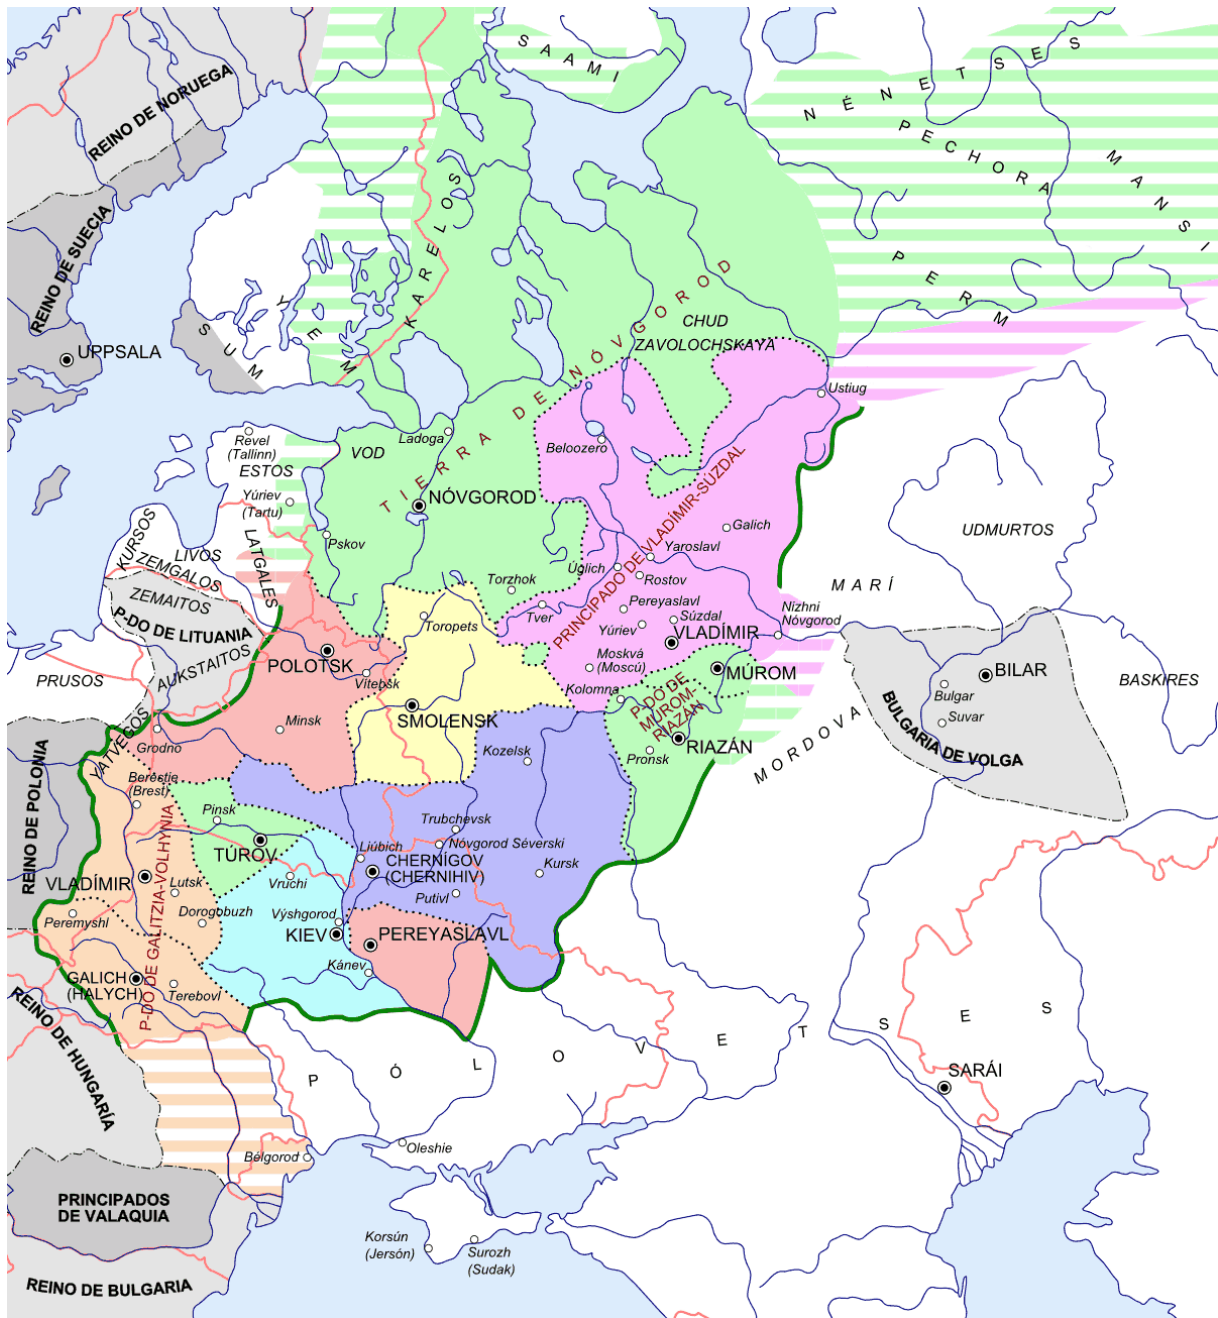 SAAMI
NÉNETSES
PECHORA
MANSI
PERM
REINO DE NORUEGA
REINO DE SUECIA
UPPSALA
SUM
YEM
KARELOS
TIERRA DE NÓVGOROD
CHUD
ZAVOLOCHSKAYA
Ustiug
Revel
(Tallinn)
ESTOS
VOD
Ladoga
Beloozero
Yúriev
(Tartu)
NÓVGOROD
PRINCIPADO DE VLADÍMIR-SÚZDAL
Galich
UDMURTOS
Pskov
KURSOS
LIVOS
ZEMGALOS
LATGALES
Yaroslavl
Úglich
Rostov
Torzhok
Tver
MARÍ
ZEMAITOS
P-DO DE LITUANIA
AUKSTAITOS
Toropets
Pereyaslavl
Súzdal
Yúriev
VLADÍMIR
Nizhni
Nóvgorod
POLOTSK
Vítebsk
Moskvá
(Moscú)
MÚROM
BILAR
PRUSOS
Kolomna
P-DO DE
MÚROM-
RIAZÁN
Bulgar
Suvar
BASKIRES
BULGARIA DE VOLGA
MORDOVA
Minsk
SMOLENSK
YATVEGOS
Grodno
Kozelsk
Pronsk
RIAZÁN
Beréstie
(Brest)
REINO DE POLONIA
Pinsk
TÚROV
Trubchevsk
Liúbich
Nóvgorod Séverski
CHERNÍGOV
(CHERNIHIV)
Kursk
VLADÍMIR
Lutsk
Vruchi
Putivl
P-DO DE GALITZIA-VOLHYNIA
Peremyshl
Dorogobuzh
Výshgorod
KIEV
PEREYASLAVL
Kánev
GALICH
(HALYCH)
Terebovl
REINO DE HUNGARÍA
PÓLOVETSES
SARÁI
Bélgorod
Oleshie
PRINCIPADOS
DE VALAQUIA
Korsún
(Jersón)
Surozh
(Sudak)
REINO DE BULGARIA